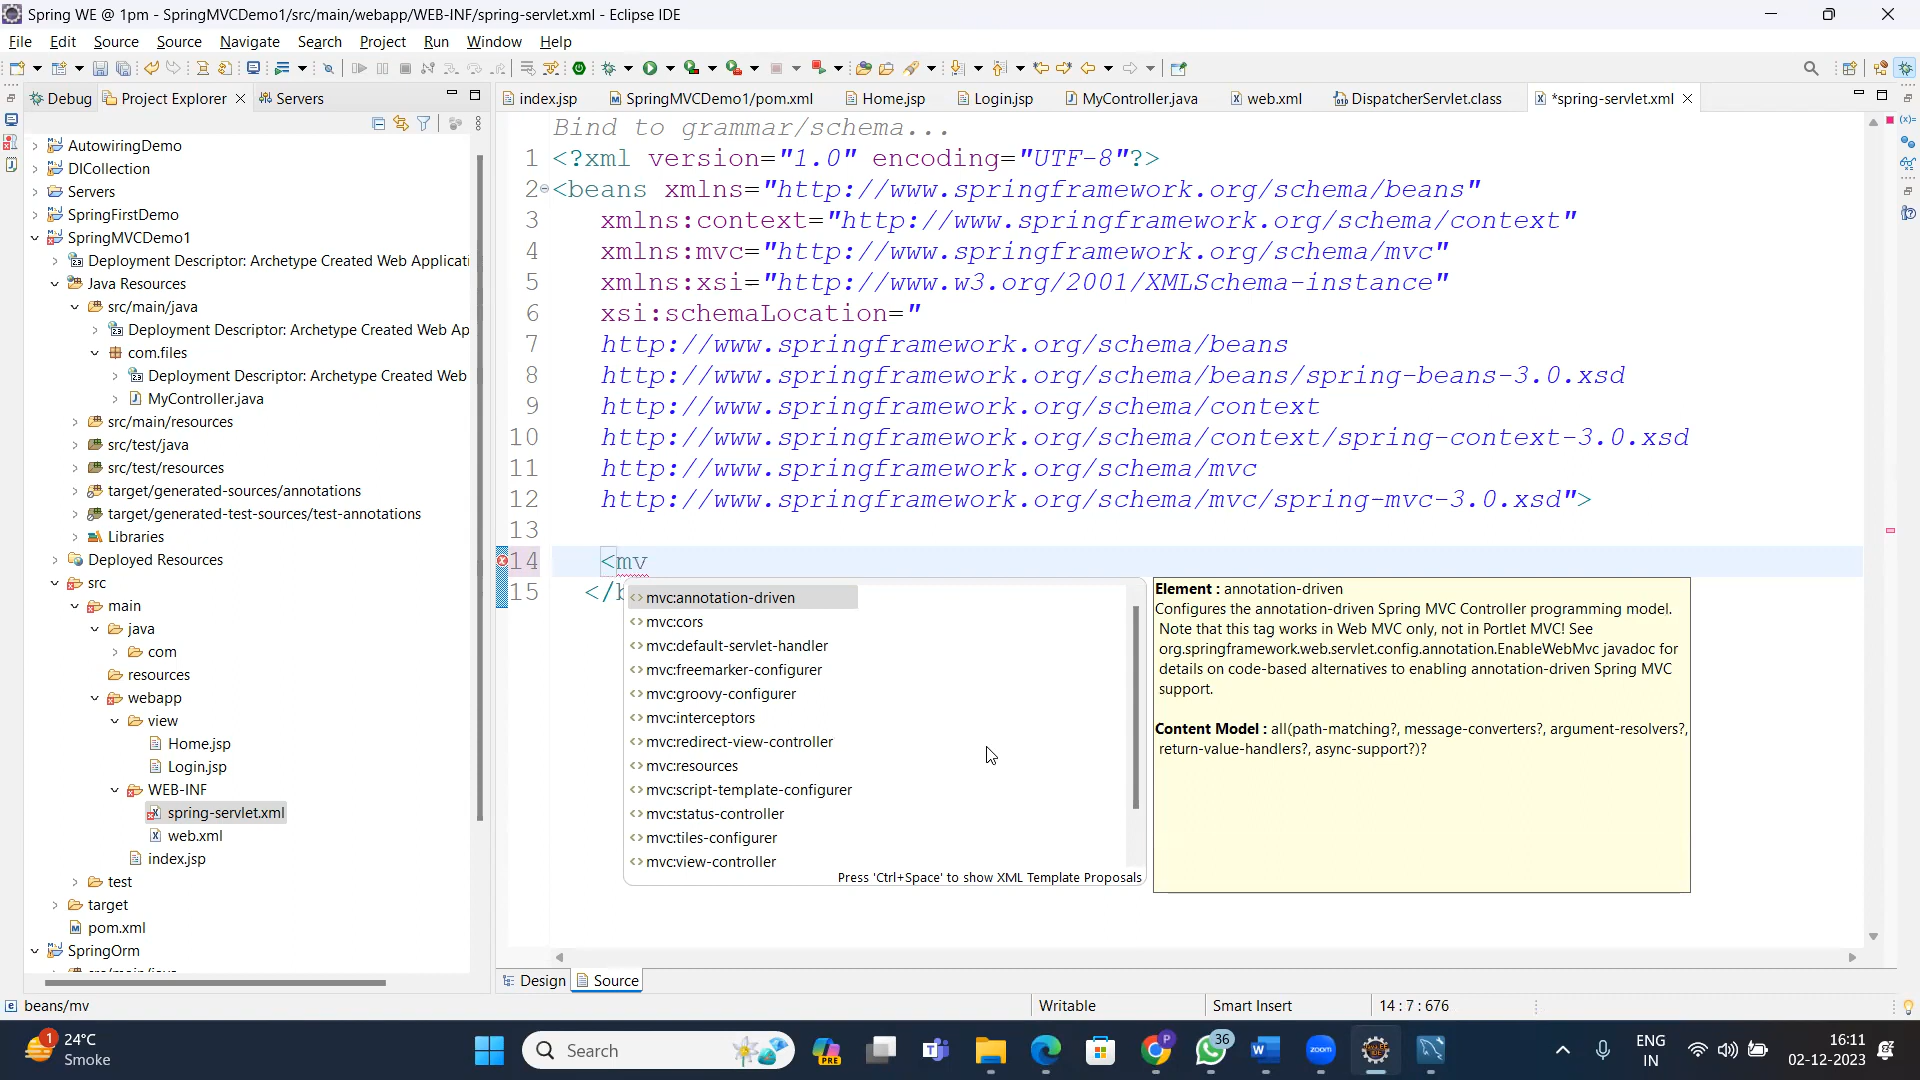 Spring WE @ 1pm - SpringMVCDemo1/src/main/webapp/WEB-INF/spring-servlet.xml - Eclipse IDE
File Edit Source Source Navigate Search Project Run Window Help
Debug Project Explorer Servers
index.jsp SpringMVCDemo1/pom.xml Home.jsp Login.jsp MyController.java web.xml DispatcherServlet.class *spring-servlet.xml
AutowiringDemo
DICollection
Servers
SpringFirstDemo
SpringMVCDemo1
Deployment Descriptor: Archetype Created Web Applicati
Java Resources
src/main/java
Deployment Descriptor: Archetype Created Web Ap
com.files
Deployment Descriptor: Archetype Created Web
MyController.java
src/main/resources
src/test/java
src/test/resources
target/generated-sources/annotations
target/generated-test-sources/test-annotations
Libraries
Deployed Resources
src
main
java
com
resources
webapp
view
Home.jsp
Login.jsp
WEB-INF
spring-servlet.xml
web.xml
index.jsp
test
target
pom.xml
SpringOrm
Bind to grammar/schema...
1 <?xml version="1.0" encoding="UTF-8"?>
2 <beans xmlns="http://www.springframework.org/schema/beans"
3 xmlns:context="http://www.springframework.org/schema/context"
4 xmlns:mvc="http://www.springframework.org/schema/mvc"
5 xmlns:xsi="http://www.w3.org/2001/XMLSchema-instance"
6 xsi:schemaLocation="
7 http://www.springframework.org/schema/beans
8 http://www.springframework.org/schema/beans/spring-beans-3.0.xsd
9 http://www.springframework.org/schema/context
10 http://www.springframework.org/schema/context/spring-context-3.0.xsd
11 http://www.springframework.org/schema/mvc
12 http://www.springframework.org/schema/mvc/spring-mvc-3.0.xsd">
13
14 <mv
15 </b
mvc:annotation-driven
mvc:cors
mvc:default-servlet-handler
mvc:freemarker-configurer
mvc:groovy-configurer
mvc:interceptors
mvc:redirect-view-controller
mvc:resources
mvc:script-template-configurer
mvc:status-controller
mvc:tiles-configurer
mvc:view-controller
Press 'Ctrl+Space' to show XML Template Proposals
Element : annotation-driven
Configures the annotation-driven Spring MVC Controller programming model.
Note that this tag works in Web MVC only, not in Portlet MVC! See
org.springframework.web.servlet.config.annotation.EnableWebMvc javadoc for
details on code-based alternatives to enabling annotation-driven Spring MVC
support.
Content Model : all(path-matching?, message-converters?, argument-resolvers?,
return-value-handlers?, async-support?)?
Design Source
beans/mv Writable Smart Insert 14 : 7 : 676
1 24°C
Smoke
Search
PRE
36
zoom
ENG
IN
16:11
02-12-2023